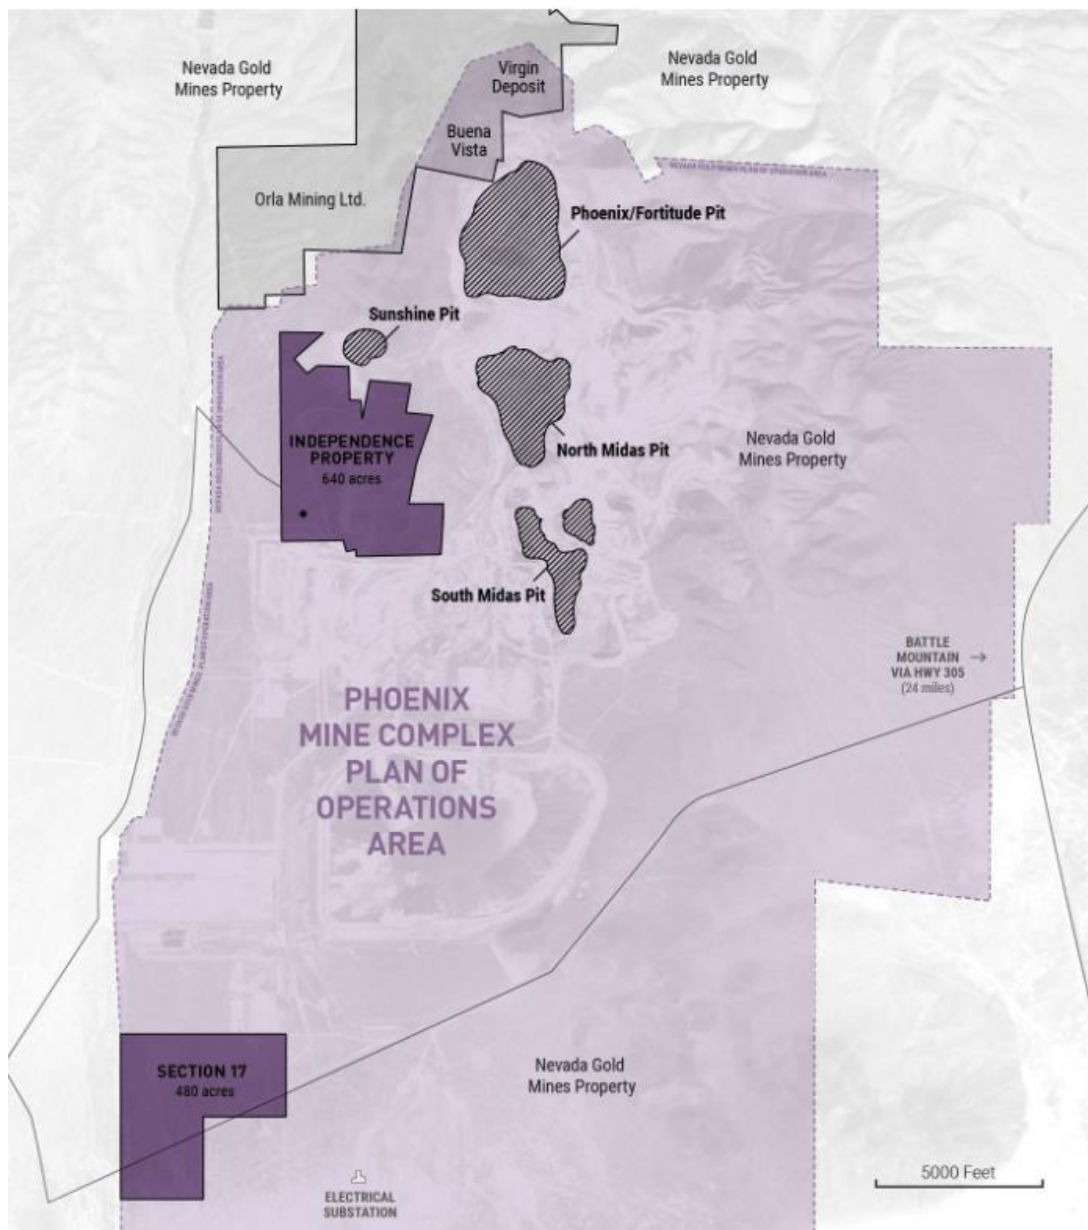 Nevada Gold
Mines Property
Virgin
Deposit
Nevada Gold
Mines Property
Buena
Vista
Orla Mining Ltd.
Phoenix/Fortitude Pit
Sunshine Pit
INDEPENDENCE
PROPERTY
640 acres
North Midas Pit
Nevada Gold
Mines Property
South Midas Pit
BATTLE
MOUNTAIN
VIA HWY 305
(24 miles)
PHOENIX
MINE COMPLEX
PLAN OF
OPERATIONS
AREA
SECTION 17
480 acres
Nevada Gold
Mines Property
5000 Feet
ELECTRICAL
SUBSTATION